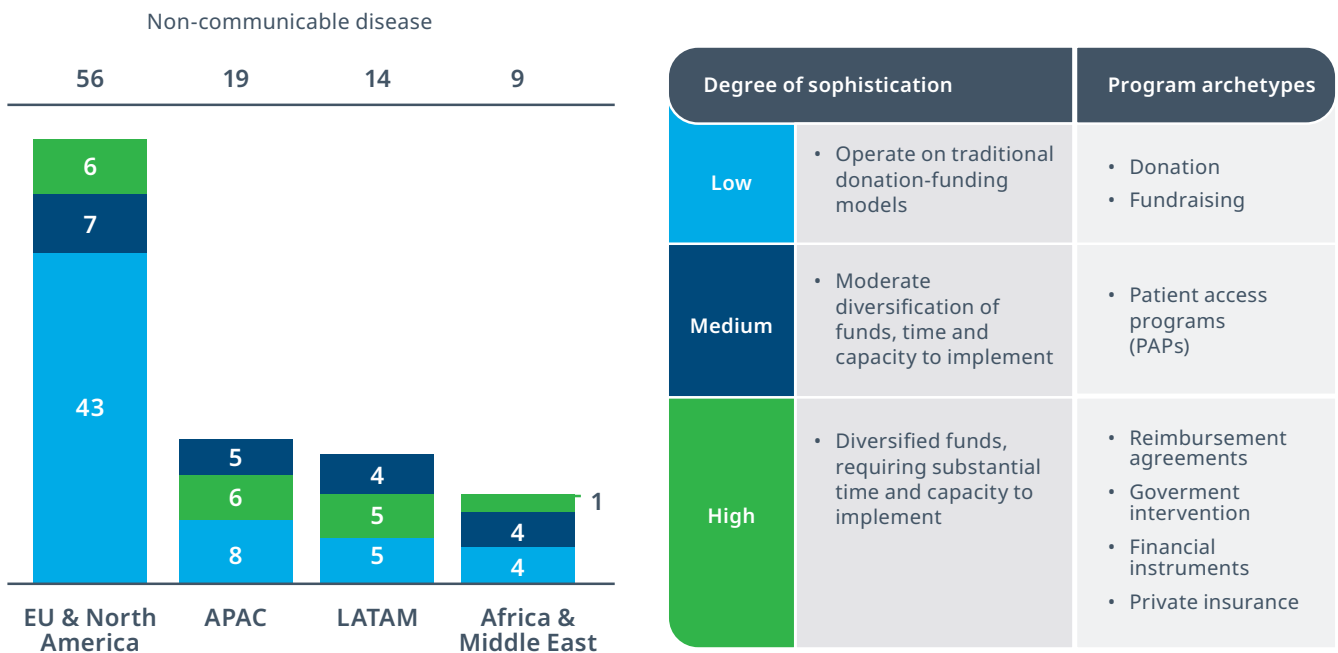 Non-communicable disease
56 19 14 9
6
7
43
5
6
8
4
5
5
1
4
4
EU & North
America
APAC
LATAM
Africa &
Middle East
Degree of sophistication
Program archetypes
Low
• Operate on traditional
donation-funding
models
• Donation
• Fundraising
Medium
• Moderate
diversification of
funds, time and
capacity to implement
• Patient access
programs
(PAPs)
High
• Diversified funds,
requiring substantial
time and capacity to
implement
• Reimbursement
agreements
• Goverment
intervention
• Financial
instruments
• Private insurance